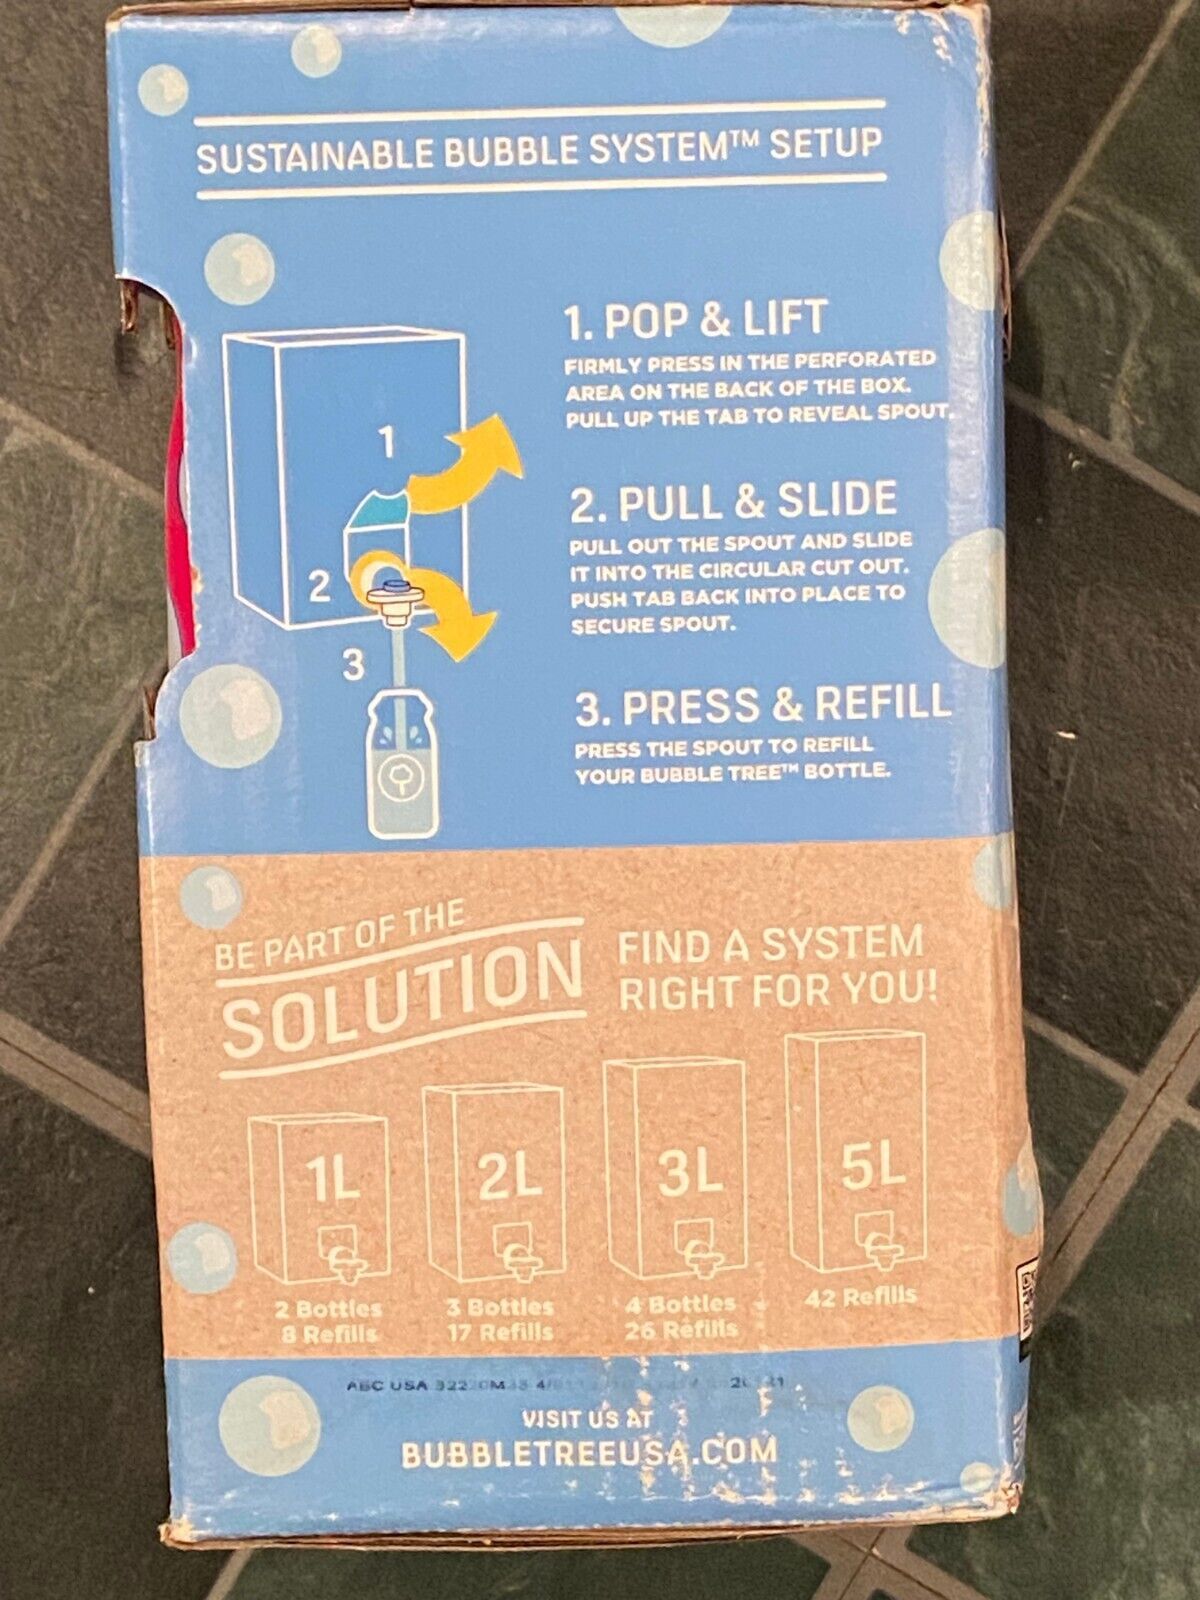 SUSTAINABLE BUBBLE SYSTEM™ SETUP
1. POP & LIFT
FIRMLY PRESS IN THE PERFORATED
AREA ON THE BACK OF THE BOX.
PULL UP THE TAB TO REVEAL SPOUT.
2. PULL & SLIDE
PULL OUT THE SPOUT AND SLIDE
IT INTO THE CIRCULAR CUT OUT.
PUSH TAB BACK INTO PLACE TO
SECURE SPOUT.
3. PRESS & REFILL
PRESS THE SPOUT TO REFILL
YOUR BUBBLE TREE™ BOTTLE.
1
2
3
BE PART OF THE
SOLUTION
FIND A SYSTEM
RIGHT FOR YOU!
1L
2L
3L
5L
2 Bottles
8 Refills
3 Bottles
17 Refills
4 Bottles
26 Refills
42 Refills
ABC USA
VISIT US AT
BUBBLETREEUSA.COM